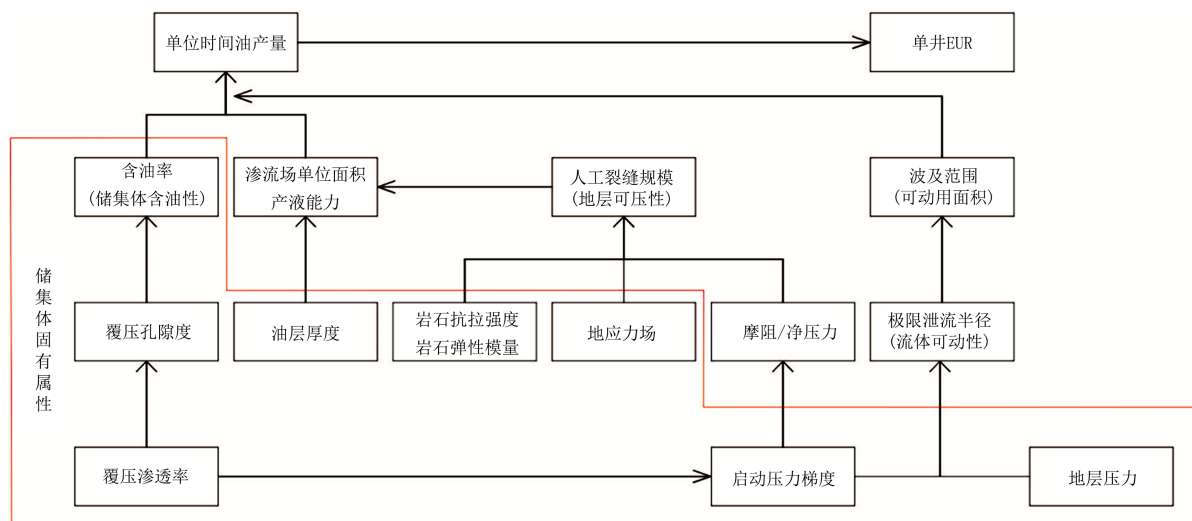 单位时间油产量
单井EUR
含油率
(储集体含油性)
渗流场单位面积
产液能力
人工裂缝规模
(地层可压性)
波及范围
(可动用面积)
储集体固有属性
覆压孔隙度
油层厚度
岩石抗拉强度
岩石弹性模量
地应力场
摩阻/净压力
极限泄流半径
(流体可动性)
覆压渗透率
启动压力梯度
地层压力